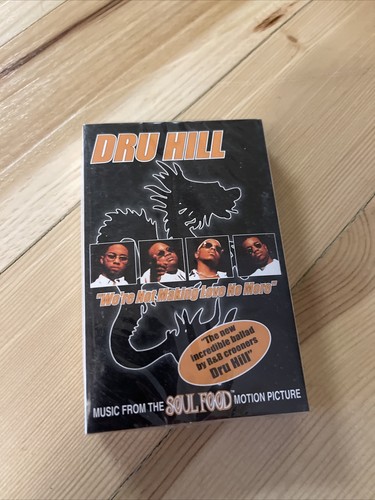 DRU HILL
"We're Not Making Love No More"
"The new
incredible ballad
by R&B crooners
Dru Hill"
MUSIC FROM THE SOUL FOOD™ MOTION PICTURE